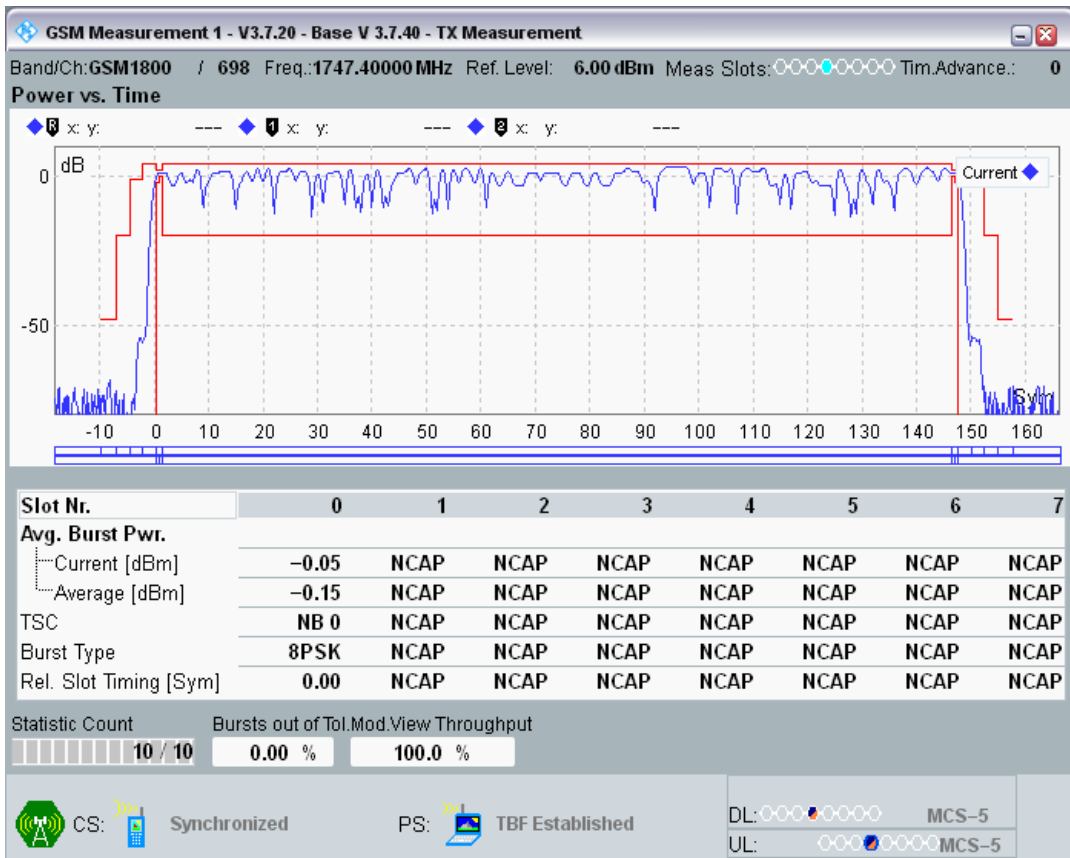 GSM Measurement 1 - V3.7.20 - Base V 3.7.40 - TX Measurement
Band/Ch:GSM1800 / 698 Freq.:1747.40000 MHz Ref. Level: 6.00 dBm Meas Slots: Tim.Advance.: 0
Power vs. Time
R x: y: --- 1 x: y: --- 2 x: y: ---
dB
Current
0
-50
Sym
-10 0 10 20 30 40 50 60 70 80 90 100 110 120 130 140 150 160
Slot Nr. 0 1 2 3 4 5 6 7
Avg. Burst Pwr.
Current [dBm] -0.05 NCAP NCAP NCAP NCAP NCAP NCAP NCAP
Average [dBm] -0.15 NCAP NCAP NCAP NCAP NCAP NCAP NCAP
TSC NB 0 NCAP NCAP NCAP NCAP NCAP NCAP NCAP
Burst Type 8PSK NCAP NCAP NCAP NCAP NCAP NCAP NCAP
Rel. Slot Timing [Sym] 0.00 NCAP NCAP NCAP NCAP NCAP NCAP NCAP
Statistic Count Bursts out of Tol.Mod.View Throughput
10 / 10 0.00 % 100.0 %
CS: Synchronized PS: TBF Established
DL: MCS-5
UL: MCS-5